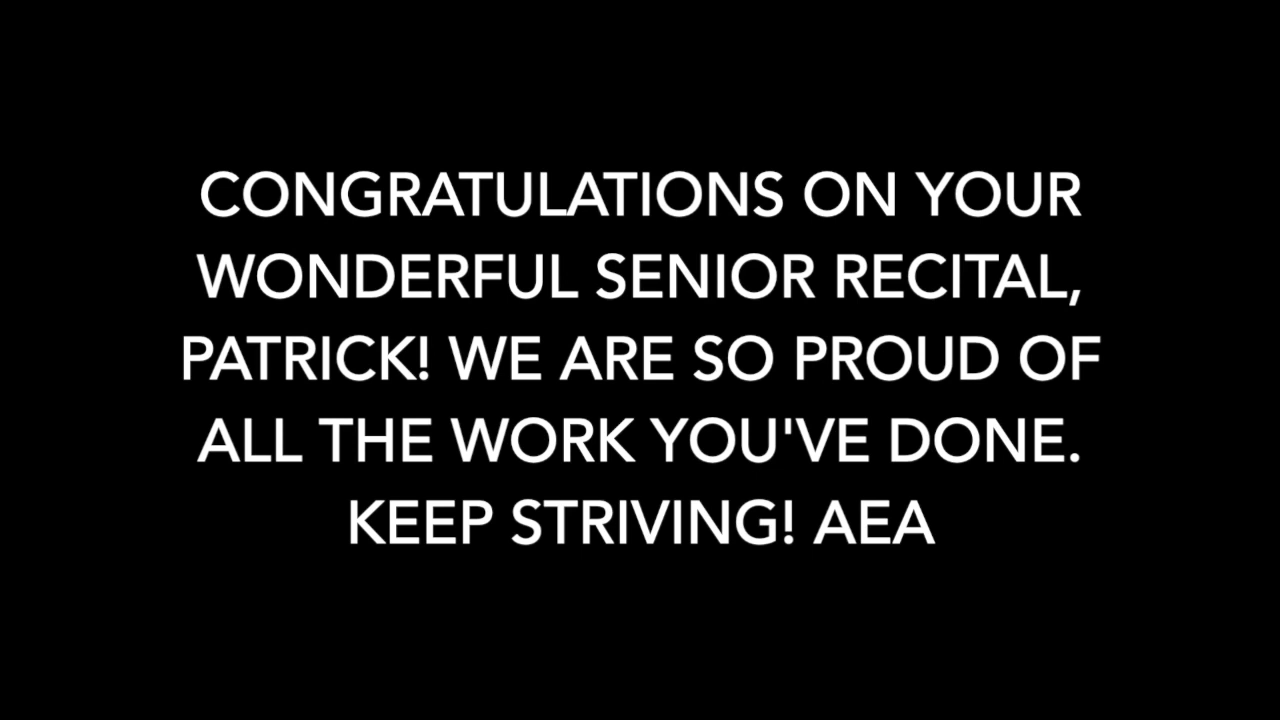 CONGRATULATIONS ON YOUR
WONDERFUL SENIOR RECITAL,
PATRICK! WE ARE SO PROUD OF
ALL THE WORK YOU'VE DONE.
KEEP STRIVING! AEA